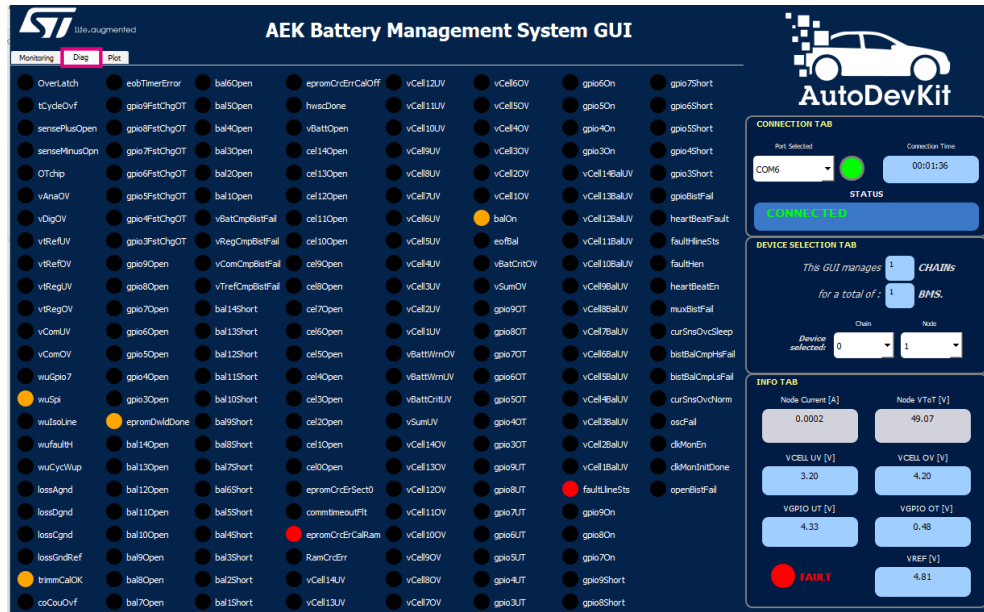 life.augmented
AEK Battery Management System GUI
Monitoring Diag Plot
AutoDevKit
OverLatch eobTimerError bal6Open epromCrcErrCalOff vCell12UV vCell6OV gpio6On gpio7Short
tCycleOvf gpio9FstChgOT bal5Open hwscDone vCell11UV vCell5OV gpio5On gpio6Short
sensePlusOpen gpio8FstChgOT bal4Open vBattOpen vCell10UV vCell4OV gpio4On gpio5Short
senseMinusOpn gpio7FstChgOT bal3Open cel14Open vCell9UV vCell3OV gpio3On gpio4Short
OTchip gpio6FstChgOT bal2Open cel13Open vCell8UV vCell2OV vCell14BalUV gpio3Short
vAnaOV gpio5FstChgOT bal1Open cel12Open vCell7UV vCell1OV vCell13BalUV gpioBistFail
vDigOV gpio4FstChgOT vBatCmpBistFail cel11Open vCell6UV balOn vCell12BalUV heartBeatFault
vtRefUV gpio3FstChgOT vRegCmpBistFail cel10Open vCell5UV eofBal vCell11BalUV faultHlineSts
vtRefOV gpio9Open vComCmpBistFail cel9Open vCell4UV vBatCritOV vCell10BalUV faultHen
vtRegUV gpio8Open vTrefCmpBistFail cel8Open vCell3UV vSumOV vCell9BalUV heartBeatEn
vtRegOV gpio7Open bal14Short cel7Open vCell2UV gpio9OT vCell8BalUV muxBistFail
vComUV gpio6Open bal13Short cel6Open vCell1UV gpio8OT vCell7BalUV curSnsOvcSleep
vComOV gpio5Open bal12Short cel5Open vBattWrnOV gpio7OT vCell6BalUV bistBalCmpHsFail
wuGpio7 gpio4Open bal11Short cel4Open vBattWrnUV gpio6OT vCell5BalUV bistBalCmpLsFail
wuSpi gpio3Open bal10Short cel3Open vBattCritUV gpio5OT vCell4BalUV curSnsOvcNorm
wuIsoLine epromDwldDone bal9Short cel2Open vSumUV gpio4OT vCell3BalUV oscFail
wufaultH bal14Open bal8Short cel1Open vCell14OV gpio3OT vCell2BalUV clkMonEn
wuCycWup bal13Open bal7Short cel0Open vCell13OV gpio9UT vCell1BalUV clkMonInitDone
lossAgnd bal12Open bal6Short epromCrcErSect0 vCell12OV gpio8UT faultLlineSts openBistFail
lossDgnd bal11Open bal5Short commtimeoutFlt vCell11OV gpio7UT gpio9On
lossCgnd bal10Open bal4Short epromCrcErCalRam vCell10OV gpio6UT gpio8On
lossGndRef bal9Open bal3Short RamCrcErr vCell9OV gpio5UT gpio7On
trimmCalOK bal8Open bal2Short vCell14UV vCell8OV gpio4UT gpio9Short
coCouOvf bal7Open bal1Short vCell13UV vCell7OV gpio3UT gpio8Short
CONNECTION TAB
Port Selected Connection Time
COM6 00:01:36
STATUS
CONNECTED
DEVICE SELECTION TAB
This GUI manages 1 CHAINs
for a total of : 1 BMS.
Chain Node
Device selected: 0 1
INFO TAB
Node Current [A] Node VToT [V]
0.0002 49.07
VCELL UV [V] VCELL OV [V]
3.20 4.20
VGPIO UT [V] VGPIO OT [V]
4.33 0.48
VREF [V]
FAULT 4.81